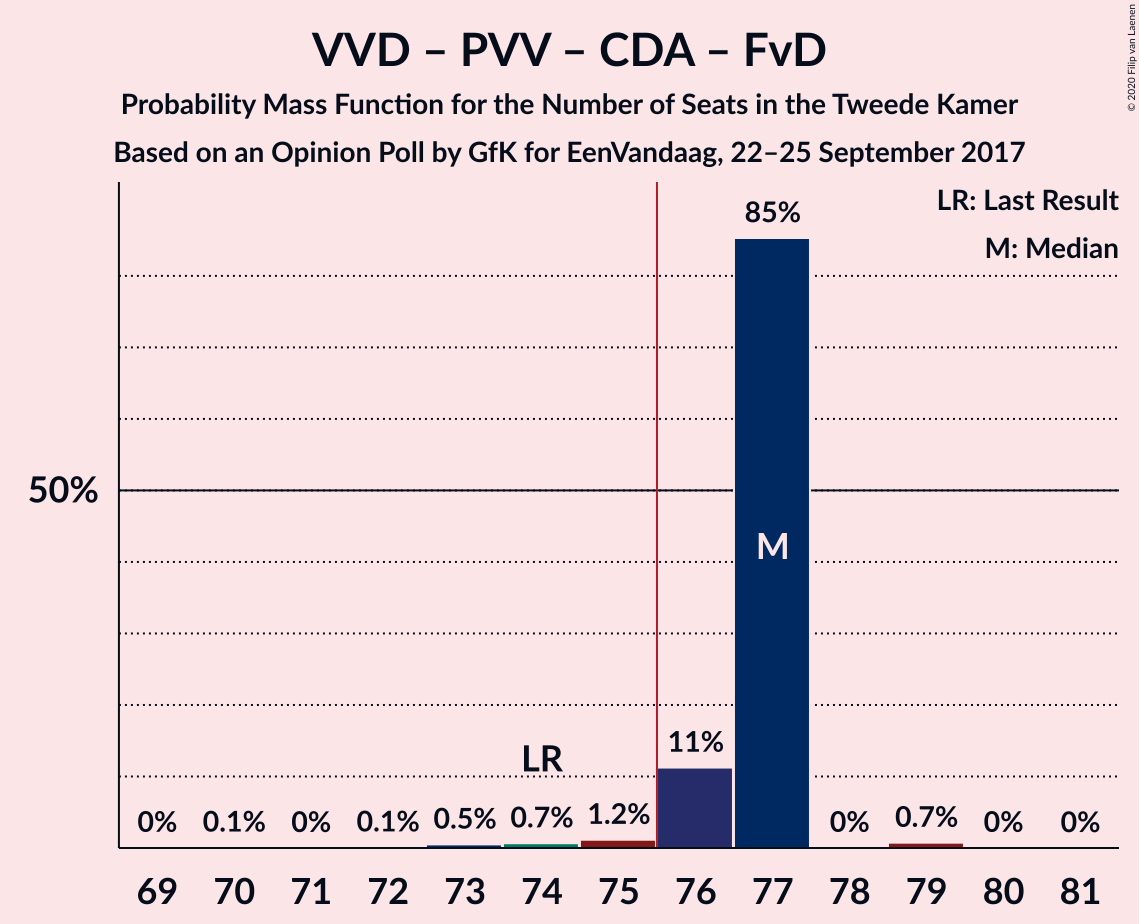 VVD – PVV – CDA – FvD
Probability Mass Function for the Number of Seats in the Tweede Kamer
Based on an Opinion Poll by GfK for EenVandaag, 22–25 September 2017
© 2020 Filip van Laenen
LR: Last Result
M: Median
85%
50%
M
11%
LR
0% 0.1% 0% 0.1% 0.5% 0.7% 1.2% 0% 0.7% 0% 0%
69 70 71 72 73 74 75 76 77 78 79 80 81